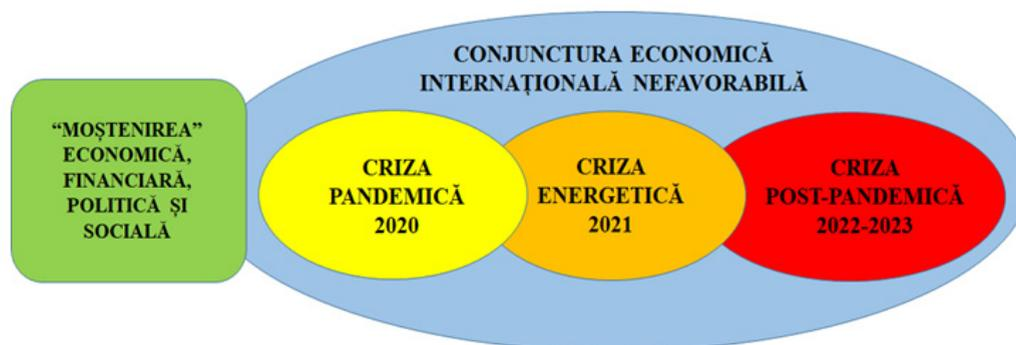 “MOȘTENIREA”
ECONOMICĂ,
FINANCIARĂ,
POLITICĂ ȘI
SOCIALĂ
CONJUNCTURA ECONOMICĂ
INTERNAȚIONALĂ NEFAVORABILĂ
CRIZA
PANDEMICĂ
2020
CRIZA
ENERGETICĂ
2021
CRIZA
POST-PANDEMICĂ
2022-2023